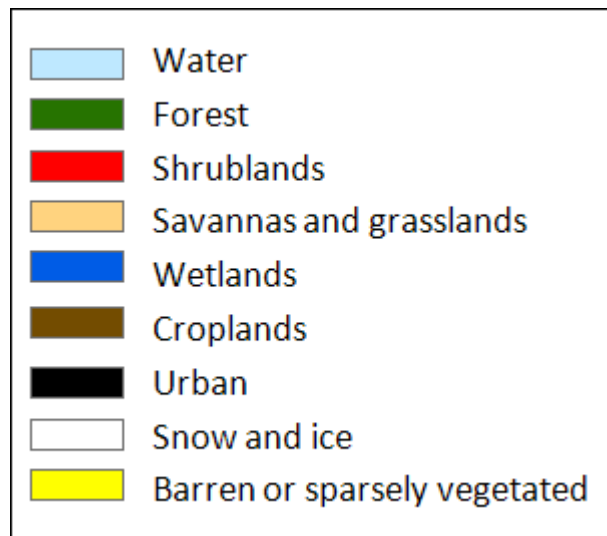 Water
Forest
Shrublands
Savannas and grasslands
Wetlands
Croplands
Urban
Snow and ice
Barren or sparsely vegetated